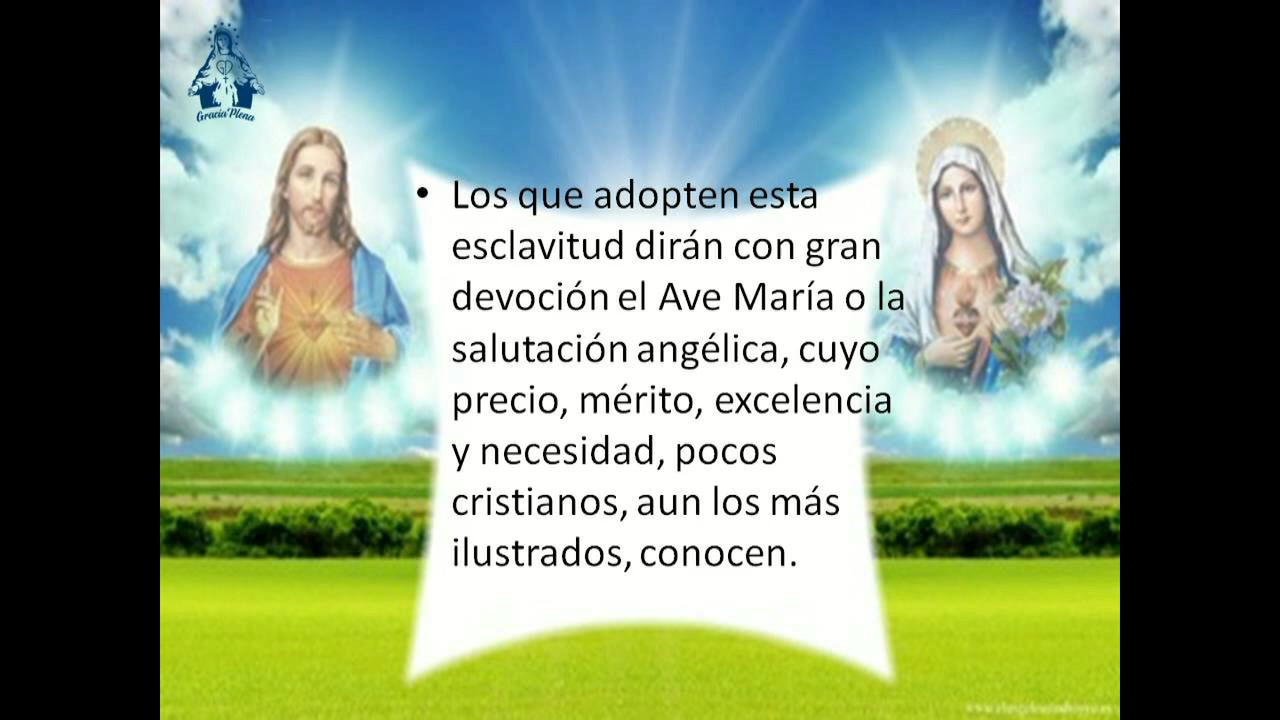 Gracia Plena
• Los que adopten esta
esclavitud dirán con gran
devoción el Ave María o la
salutación angélica, cuyo
precio, mérito, excelencia
y necesidad, pocos
cristianos, aun los más
ilustrados, conocen.